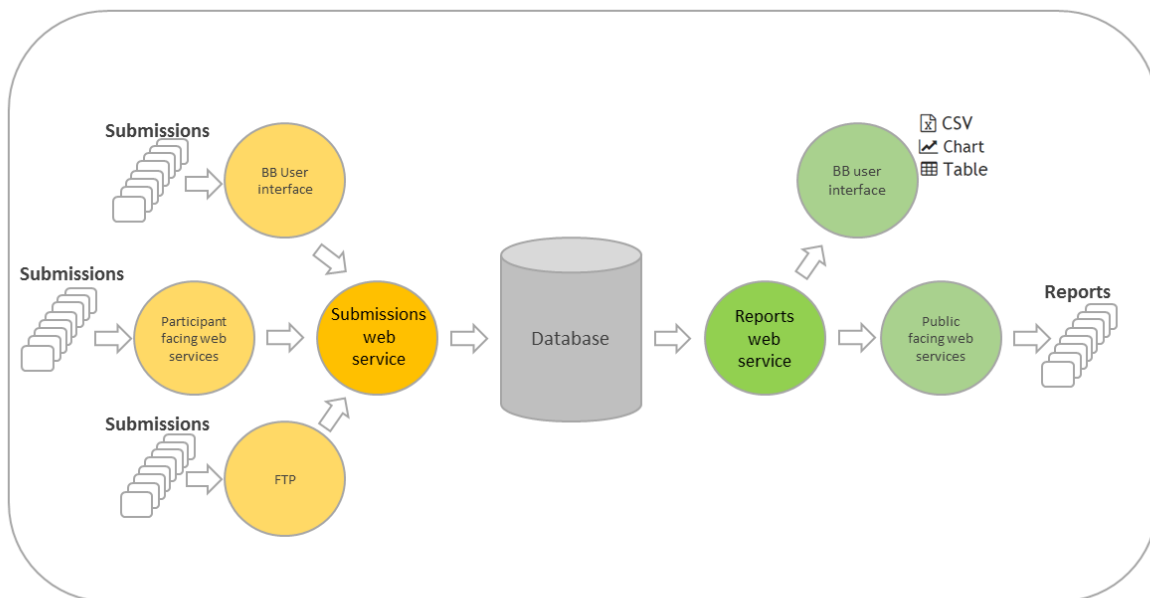 Submissions
BB User
interface
Submissions
Participant
facing web
services
Submissions
web
service
Submissions
FTP
Database
CSV
Chart
Table
BB user
interface
Reports
web
service
Public
facing web
services
Reports